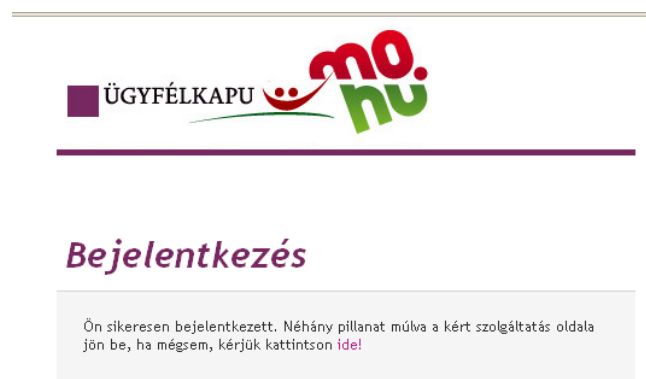 ÜGYFÉLKAPU
mo.
hu
Bejelentkezés
Ön sikeresen bejelentkezett. Néhány pillanat múlva a kért szolgáltatás oldala
jön be, ha mégsem, kérjük kattintson ide!